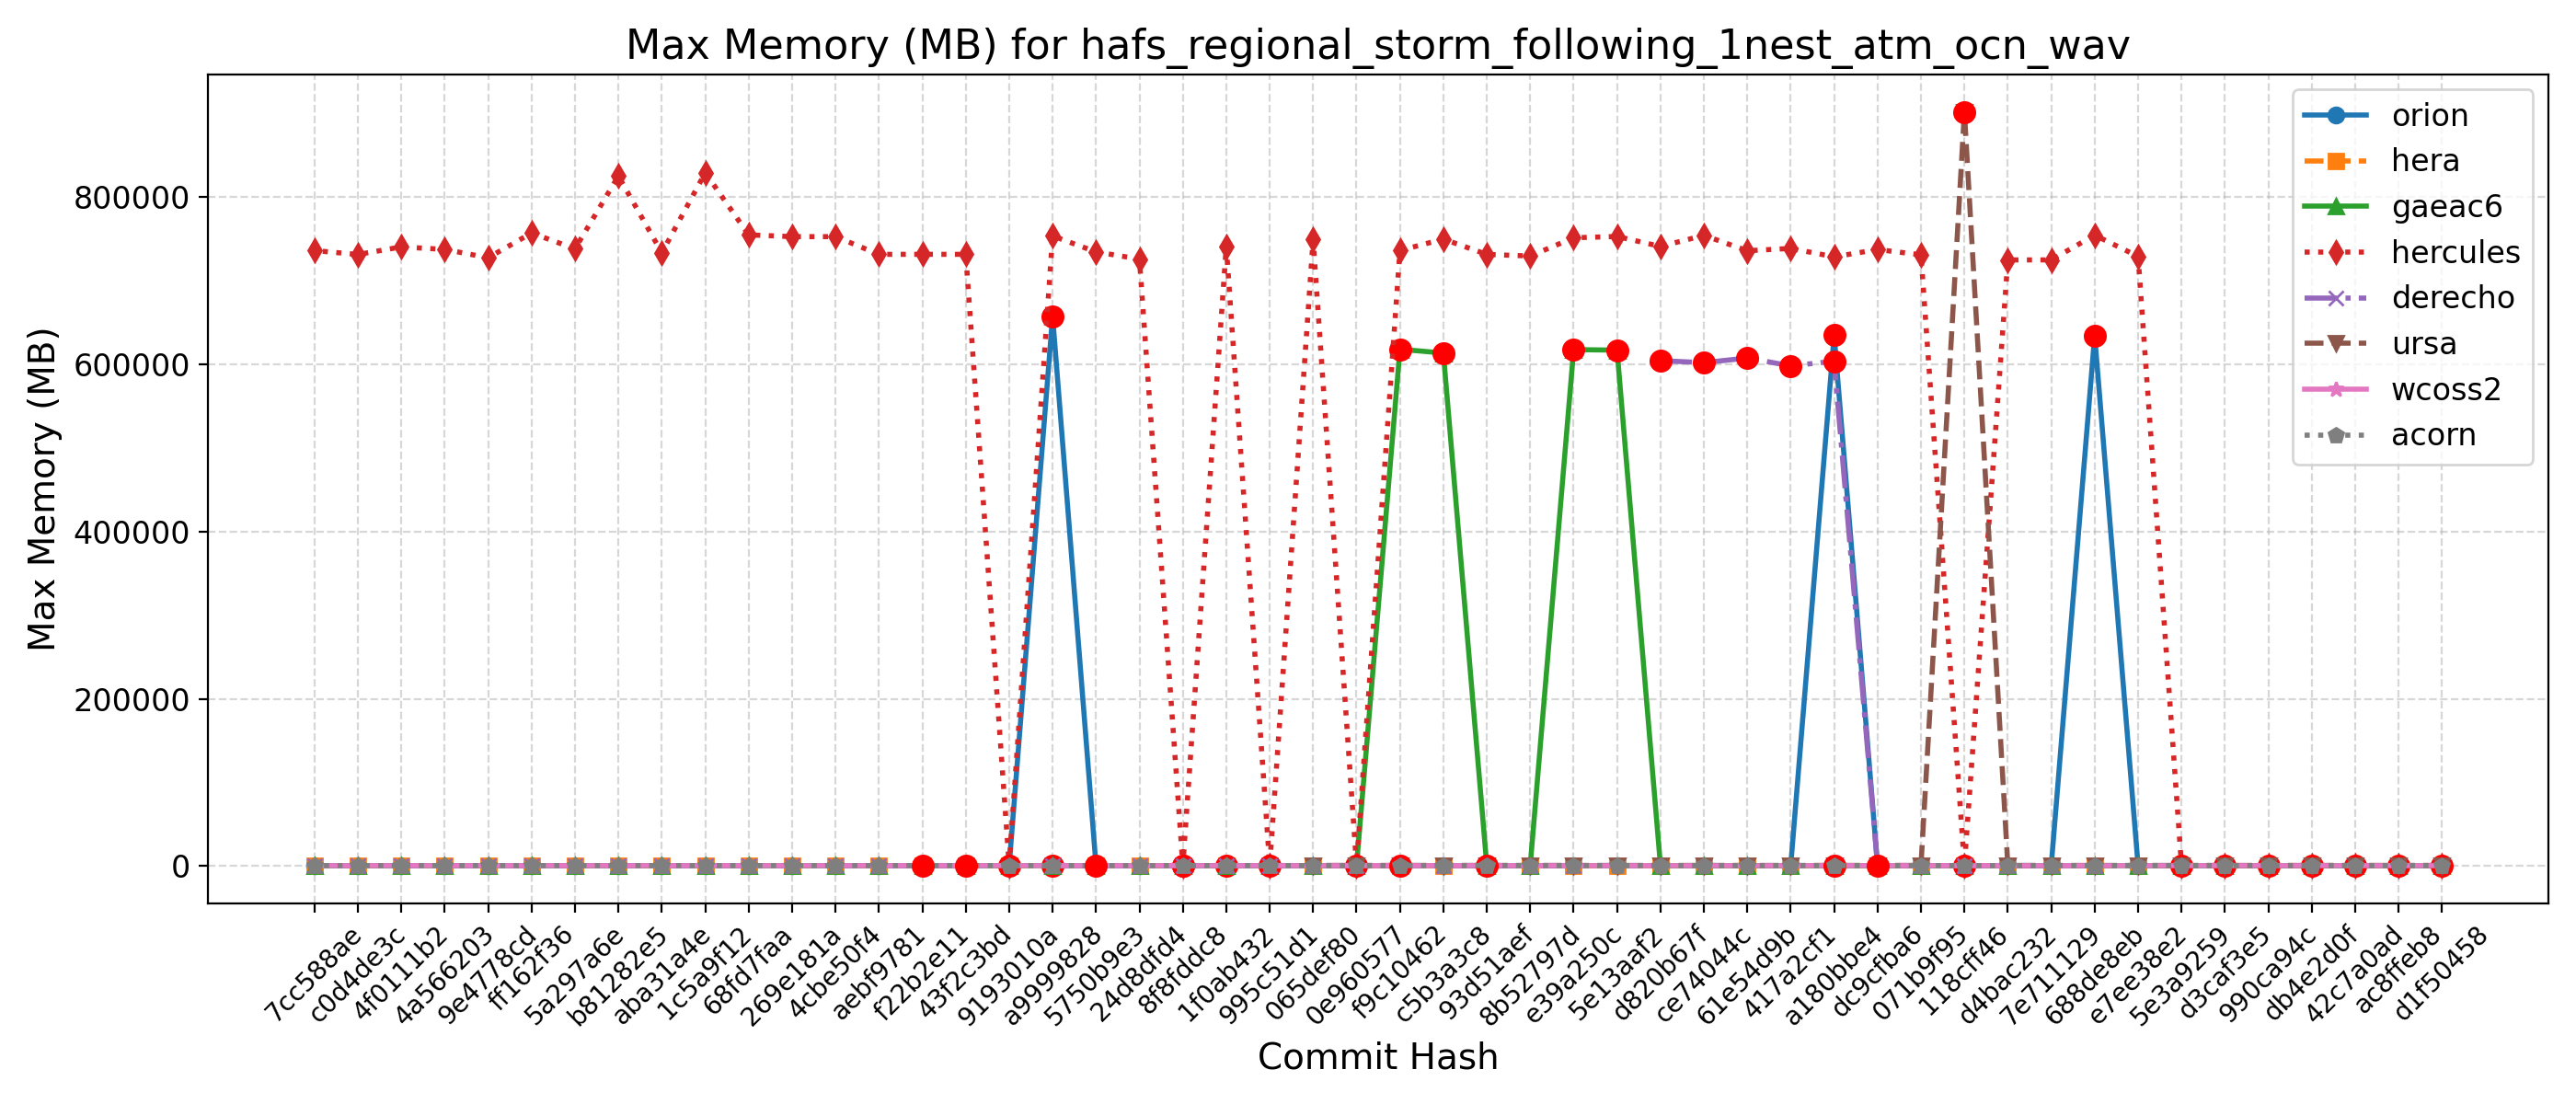 Max Memory (MB) for hafs_regional_storm_following_1nest_atm_ocn_wav
Max Memory (MB)
800000
600000
400000
200000
0
orion
hera
gaeac6
hercules
derecho
ursa
wcoss2
acorn
7cc588ae
c0d4de3c
4f0111b2
4a566203
9e4778cd
ff162f36
5a297a6e
b81282e5
aba31a4e
1c5a9f12
68fd7faa
269e181a
4cbe50f4
aebf9781
f22b2e11
43f2c3bd
9193010a
a9999828
5750b9e3
24d8dfd4
8f8fddc8
1f0ab432
995c51d1
065def80
0e960577
f9c10462
c5b3a3c8
93d51aef
8b52797d
e39a250c
5e13aaf2
d820b67f
ce74044c
61e54d9b
417a2cf1
a180bbe4
dc9cfba6
071b9f95
118cff46
d4bac232
7e711129
688de8eb
e7ee38e2
5e3a9259
d3caf3e5
990ca94c
db4e2d0f
42c7a0ad
ac8ffeb8
d1f50458
Commit Hash